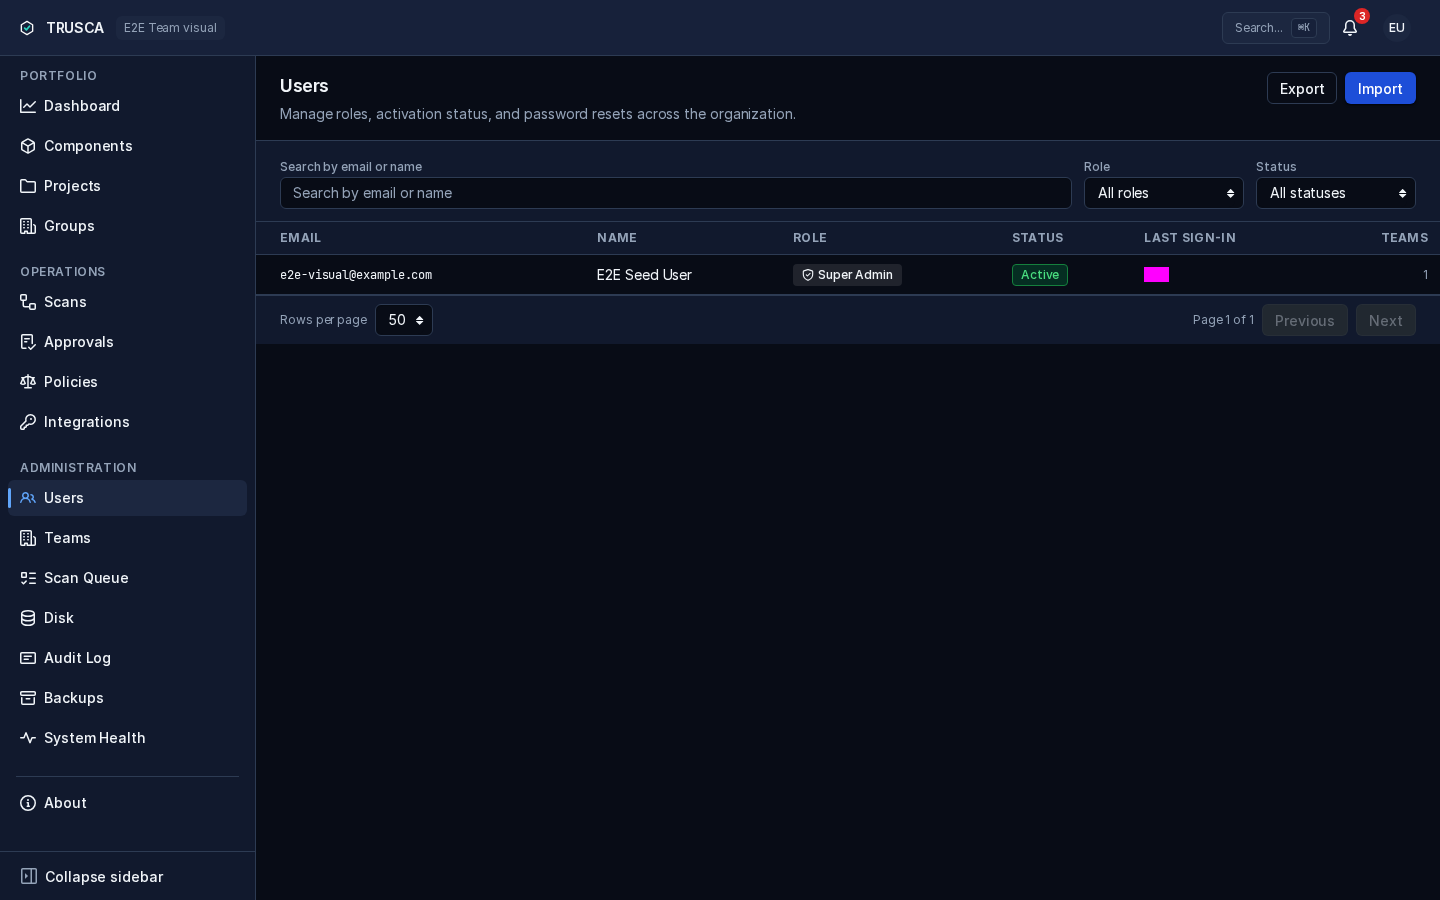 TRUSCA
E2E Team visual
Search... ⌘K
3
EU
PORTFOLIO
Dashboard
Components
Projects
Groups
OPERATIONS
Scans
Approvals
Policies
Integrations
ADMINISTRATION
Users
Teams
Scan Queue
Disk
Audit Log
Backups
System Health
About
Collapse sidebar
Users
Manage roles, activation status, and password resets across the organization.
Export
Import
Search by email or name
Search by email or name
Role
All roles
Status
All statuses
EMAIL NAME ROLE STATUS LAST SIGN-IN TEAMS
e2e-visual@example.com E2E Seed User Super Admin Active 1
Rows per page 50
Page 1 of 1 Previous Next